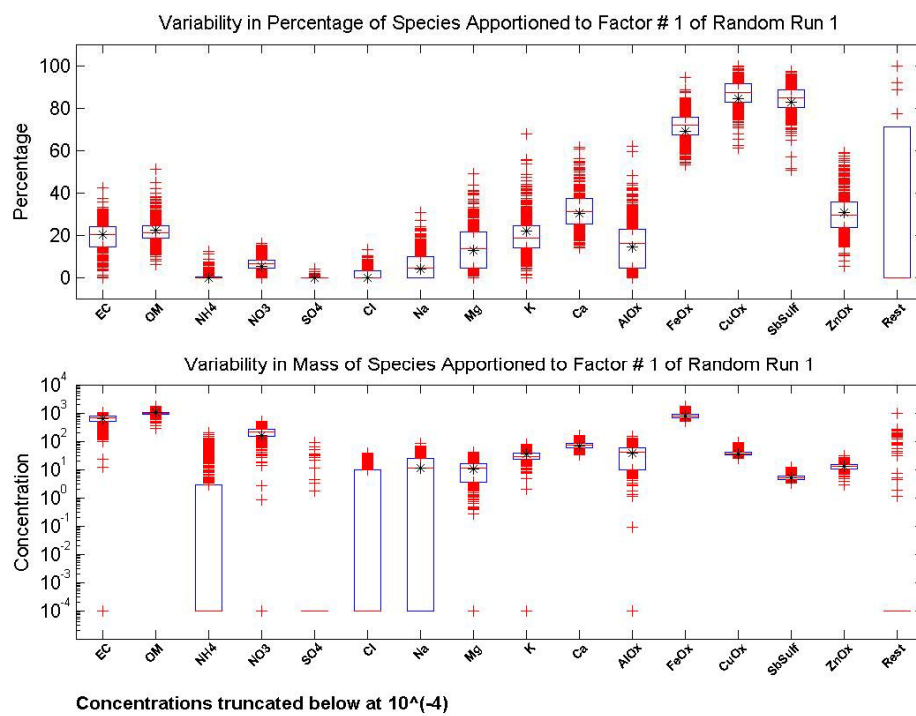 Variability in Percentage of Species Apportioned to Factor # 1 of Random Run 1
Percentage
100
80
60
40
20
0
EC OM NH4 NO3 SO4 Cl Na Mg K Ca AlOx FeOx CuOx SbSulf ZnOx Rest
Variability in Mass of Species Apportioned to Factor # 1 of Random Run 1
Concentration
10^4
10^3
10^2
10^1
10^0
10^-1
10^-2
10^-3
10^-4
EC OM NH4 NO3 SO4 Cl Na Mg K Ca AlOx FeOx CuOx SbSulf ZnOx Rest
Concentrations truncated below at 10^(-4)